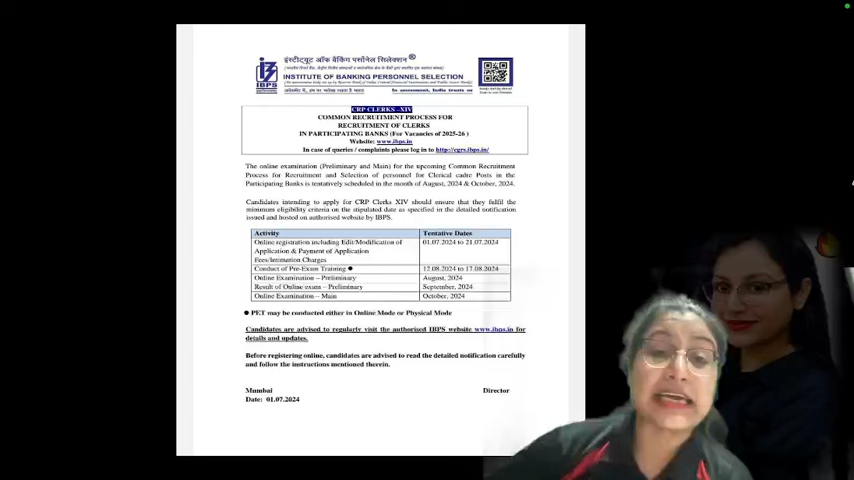 इंस्टीट्यूट ऑफ बैंकिंग पर्सोनेल सिलेक्शन
INSTITUTE OF BANKING PERSONNEL SELECTION
IBPS
In assessment, India trusts us
CRP CLERKS –XIV
COMMON RECRUITMENT PROCESS FOR
RECRUITMENT OF CLERKS
IN PARTICIPATING BANKS (For Vacancies of 2025-26 )
Website: www.ibps.in
In case of queries / complaints please log in to http://cgrs.ibps.in/
The online examination (Preliminary and Main) for the upcoming Common Recruitment
Process for Recruitment and Selection of personnel for Clerical cadre Posts in the
Participating Banks is tentatively scheduled in the month of August, 2024 & October, 2024.
Candidates intending to apply for CRP Clerks XIV should ensure that they fulfil the
minimum eligibility criteria on the stipulated date as specified in the detailed notification
issued and hosted on authorised website by IBPS.
Activity Tentative Dates
Online registration including Edit/Modification of 01.07.2024 to 21.07.2024
Application & Payment of Application
Fees/Intimation Charges
Conduct of Pre-Exam Training ● 12.08.2024 to 17.08.2024
Online Examination – Preliminary August, 2024
Result of Online exam – Preliminary September, 2024
Online Examination – Main October, 2024
● PET may be conducted either in Online Mode or Physical Mode
Candidates are advised to regularly visit the authorised IBPS website www.ibps.in for
details and updates.
Before registering online, candidates are advised to read the detailed notification carefully
and follow the instructions mentioned therein.
Mumbai Director
Date: 01.07.2024